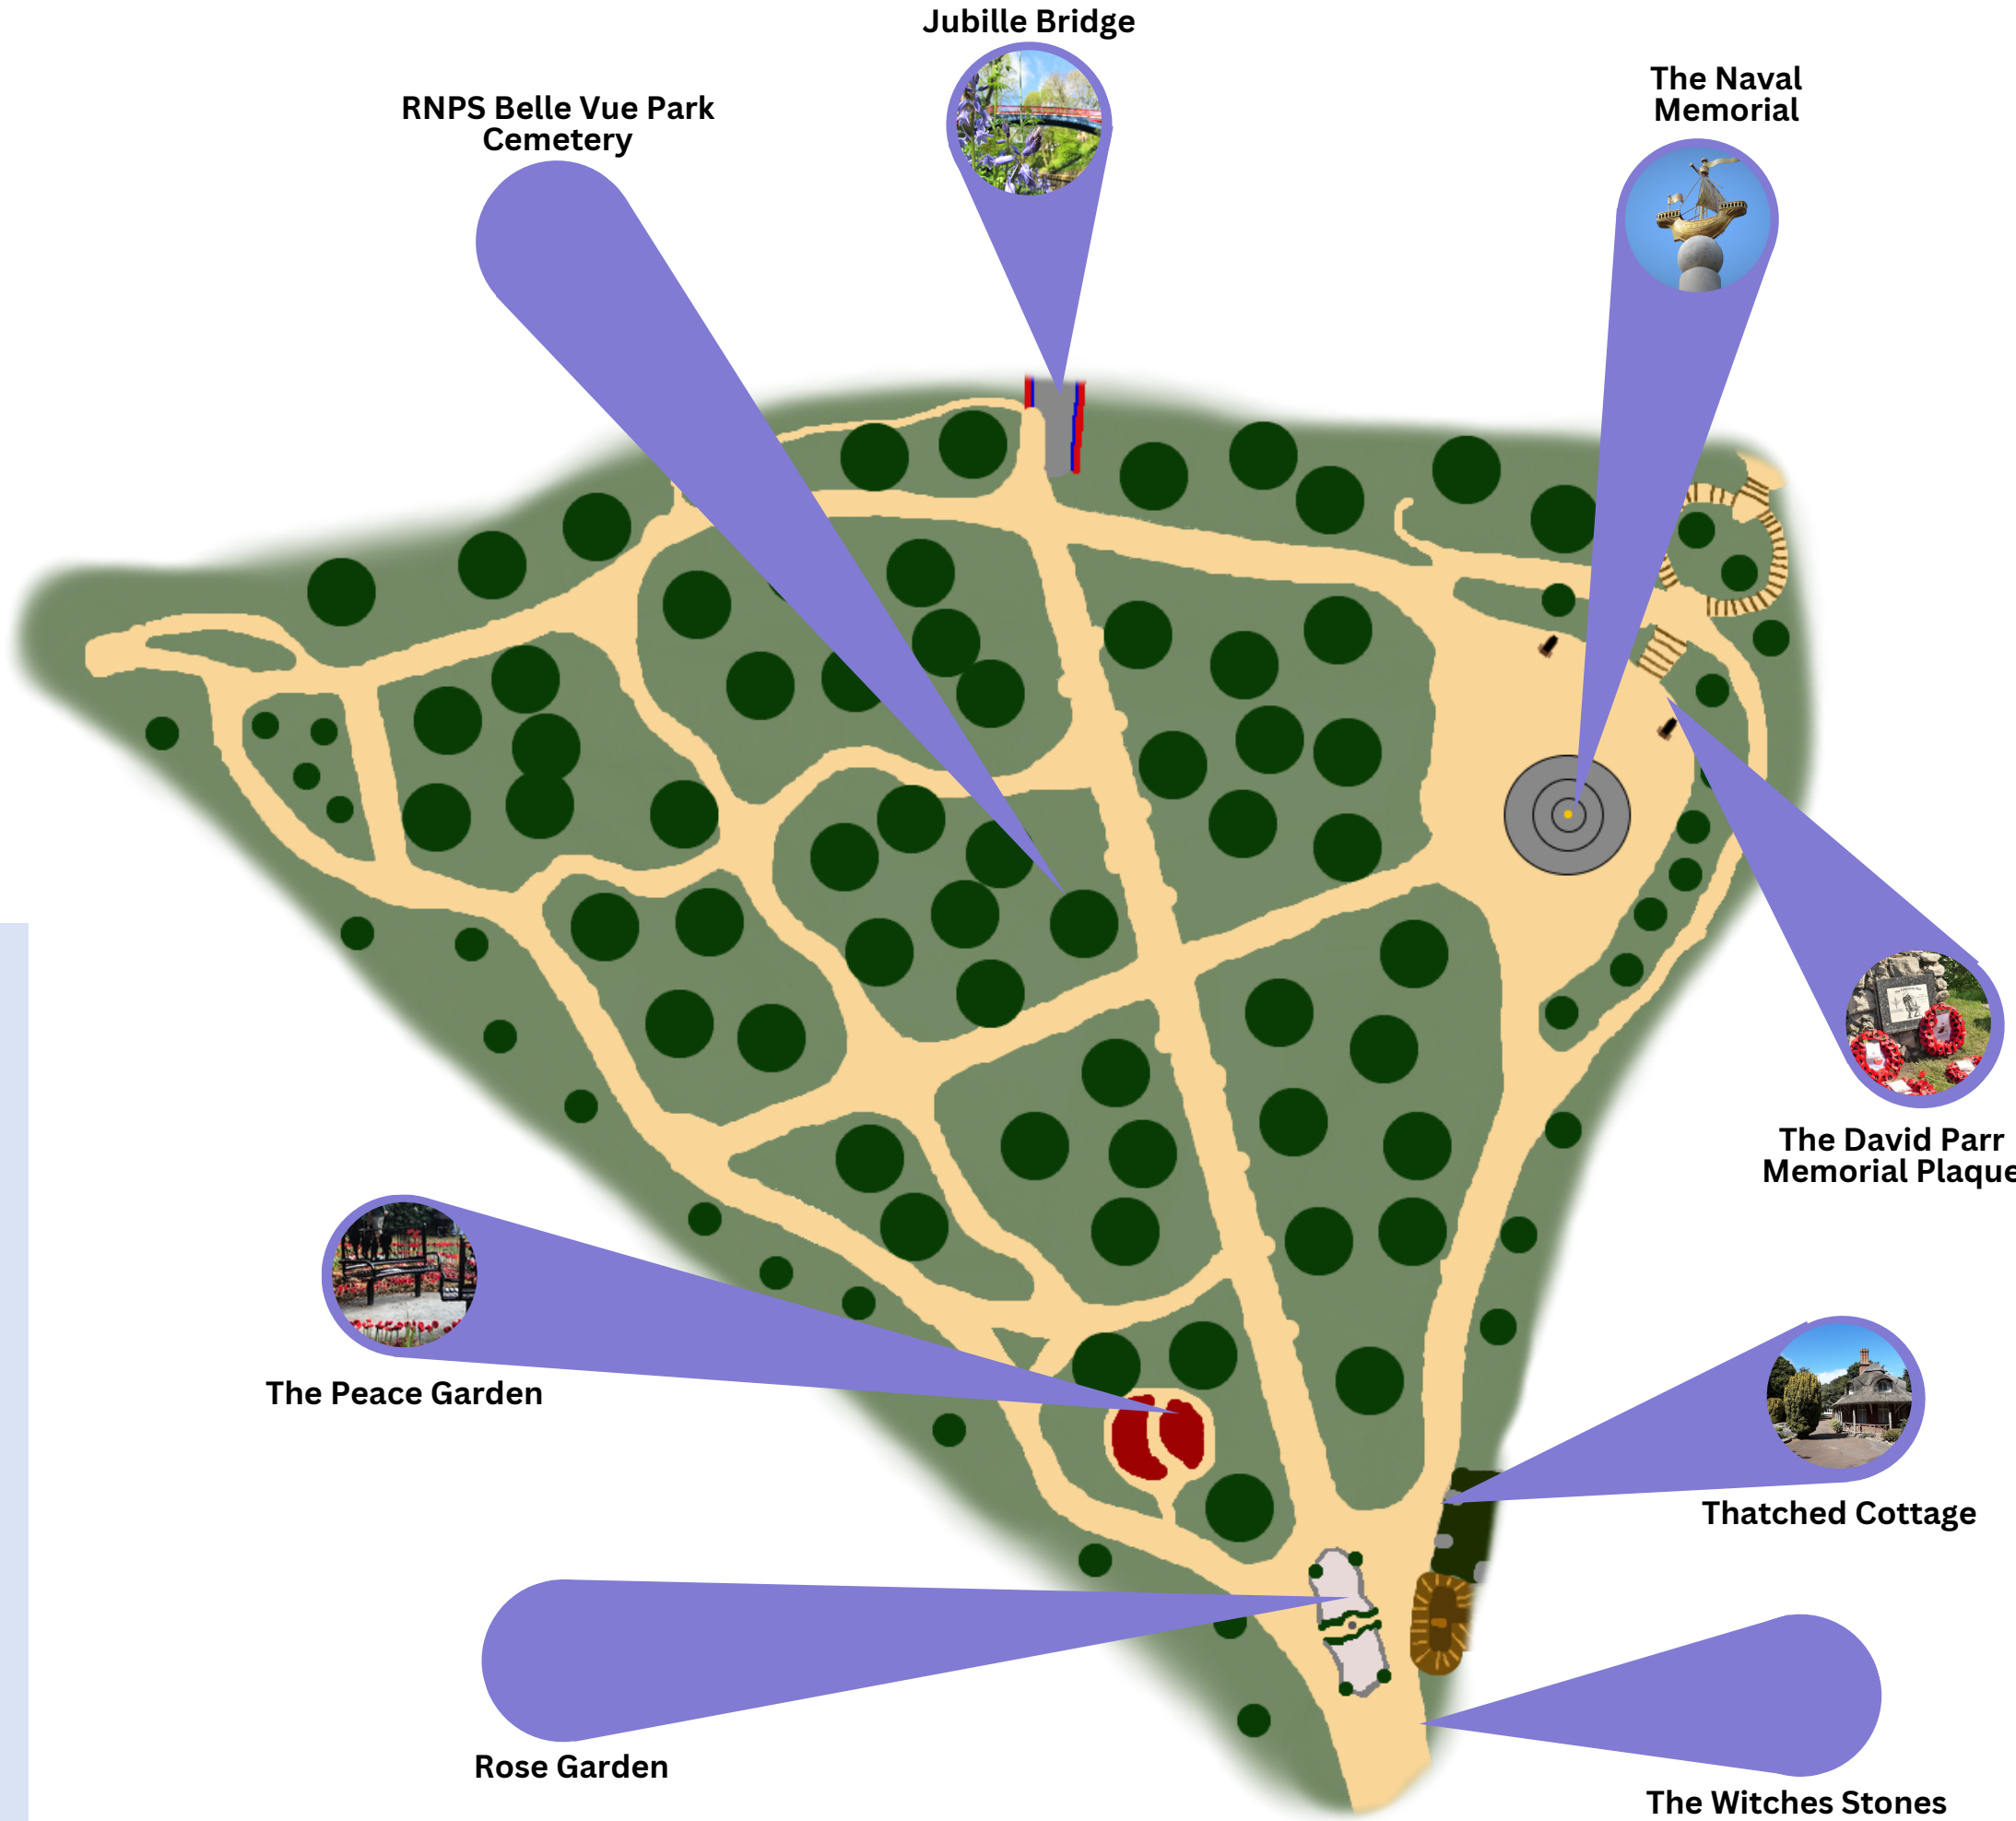 Jubille Bridge
RNPS Belle Vue Park
Cemetery
The Naval
Memorial
The David Parr
Memorial Plaque
The Peace Garden
Thatched Cottage
Rose Garden
The Witches Stones